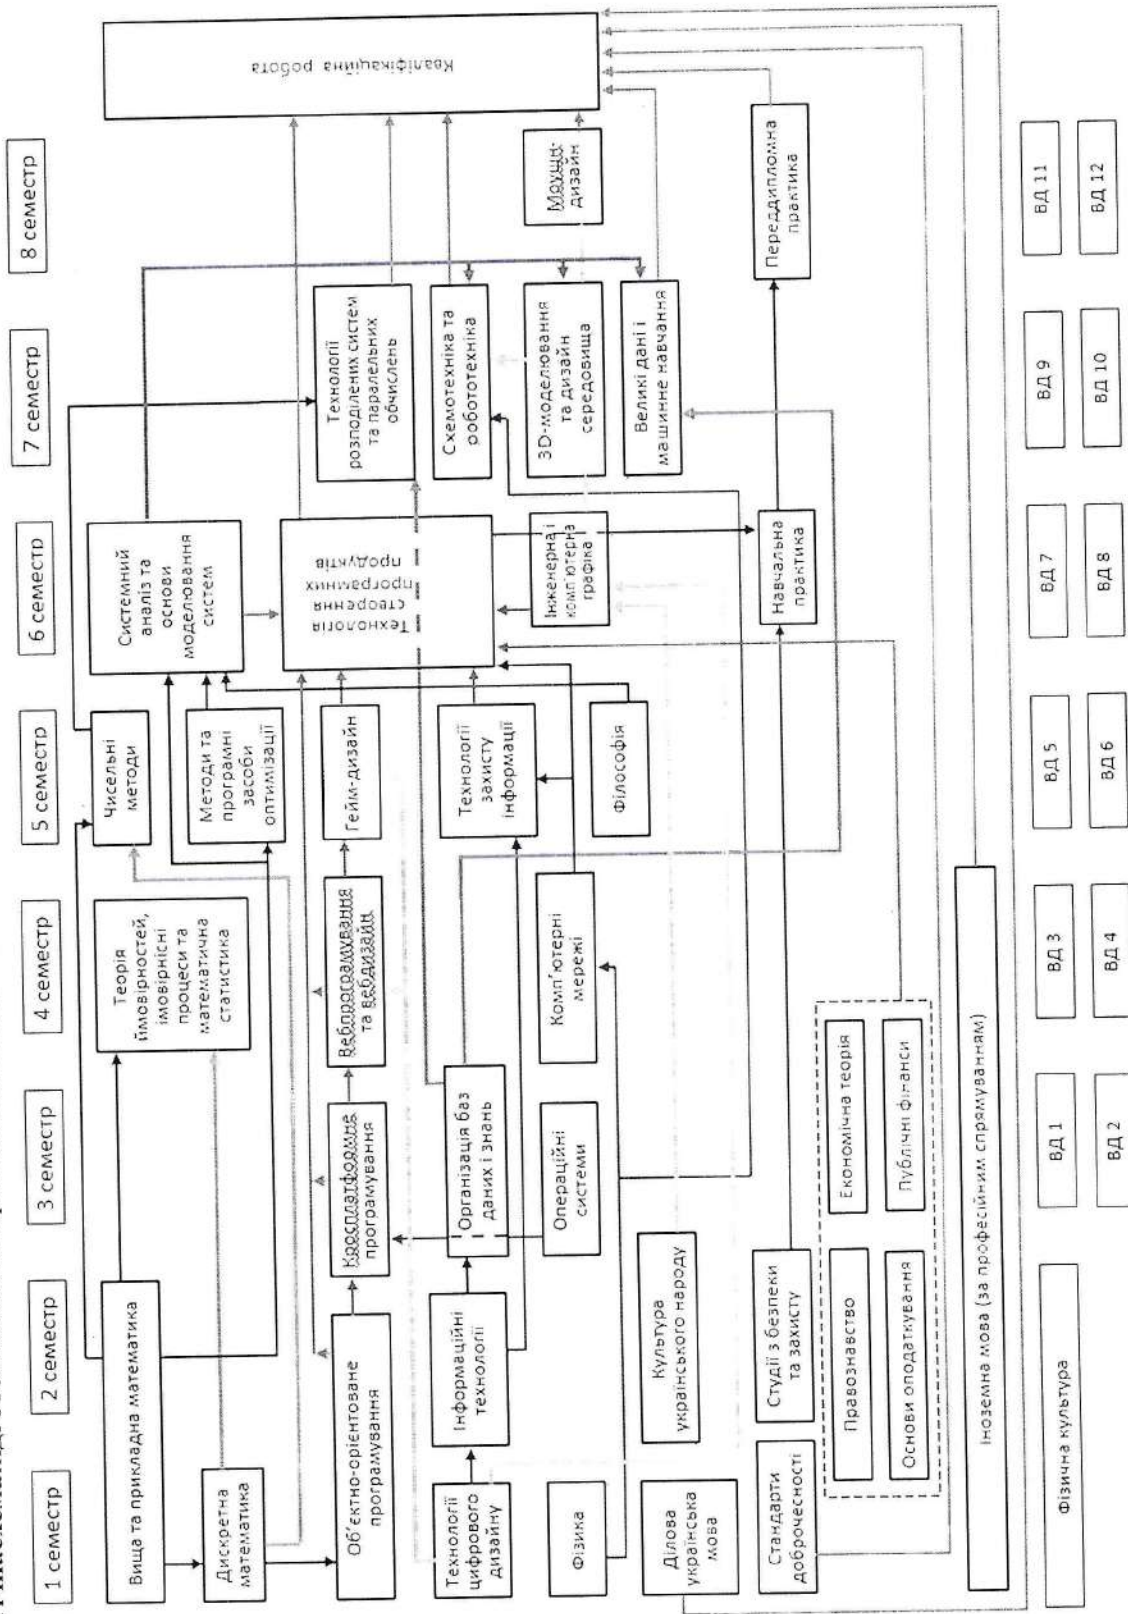 1 семестр
2 семестр
3 семестр
4 семестр
5 семестр
6 семестр
7 семестр
8 семестр
Вища та прикладна математика
Дискретна
математика
Теорія
ймовірностей,
імовірнісні
процеси та
математична
статистика
Чисельні
методи
Методи та
програмні
засоби
оптимізації
Системний
аналіз та
основи
моделювання
систем
Об'єктно-орієнтоване
програмування
Кросплатформне
програмування
Вебпрограмування
та вебдизайн
Гейм-дизайн
Технологія
створення
програмних
продуктів
Технології
розподілених систем
та паралельних
обчислень
Кваліфікаційна робота
Технології
цифрового
дизайну
Інформаційні
технології
Організація баз
даних і знань
Технології
захисту
інформації
Схемотехніка та
робототехніка
Фізика
Операційні
системи
Комп'ютерні
мережі
Філософія
Інженерна і
комп'ютерна
графіка
3D-моделювання
та дизайн
середовища
Моушн-
дизайн
Ділова
українська
мова
Культура
українського народу
Великі дані і
машинне навчання
Стандарти
доброчесності
Студії з безпеки
та захисту
Навчальна
практика
Переддипломна
практика
Правознавство
Економічна теорія
Основи оподаткування
Публічні фінанси
Іноземна мова (за професійним спрямуванням)
Фізична культура
ВД 1
ВД 3
ВД 5
ВД 7
ВД 9
ВД 11
ВД 2
ВД 4
ВД 6
ВД 8
ВД 10
ВД 12